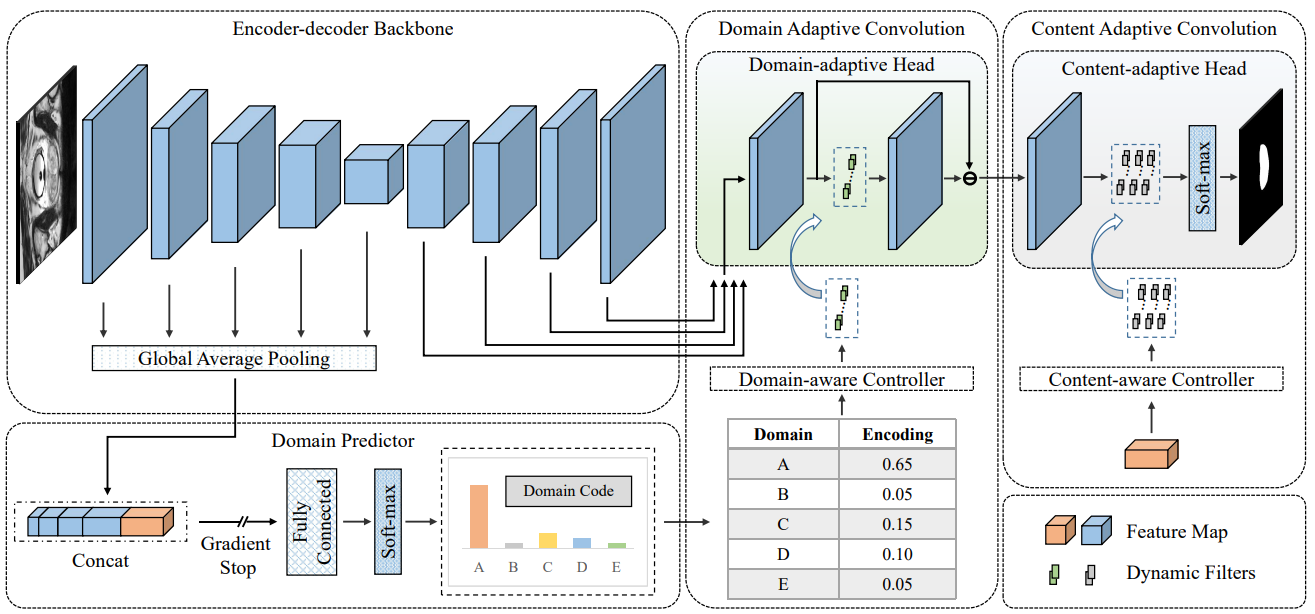 Encoder-decoder Backbone
Global Average Pooling
Domain Predictor
Concat
Gradient
Stop
Fully
Connected
Soft-max
Domain Code
A B C D E
Domain Adaptive Convolution
Domain-adaptive Head
Domain-aware Controller
Domain Encoding
A 0.65
B 0.05
C 0.15
D 0.10
E 0.05
Content Adaptive Convolution
Content-adaptive Head
Soft-max
Content-aware Controller
Feature Map
Dynamic Filters